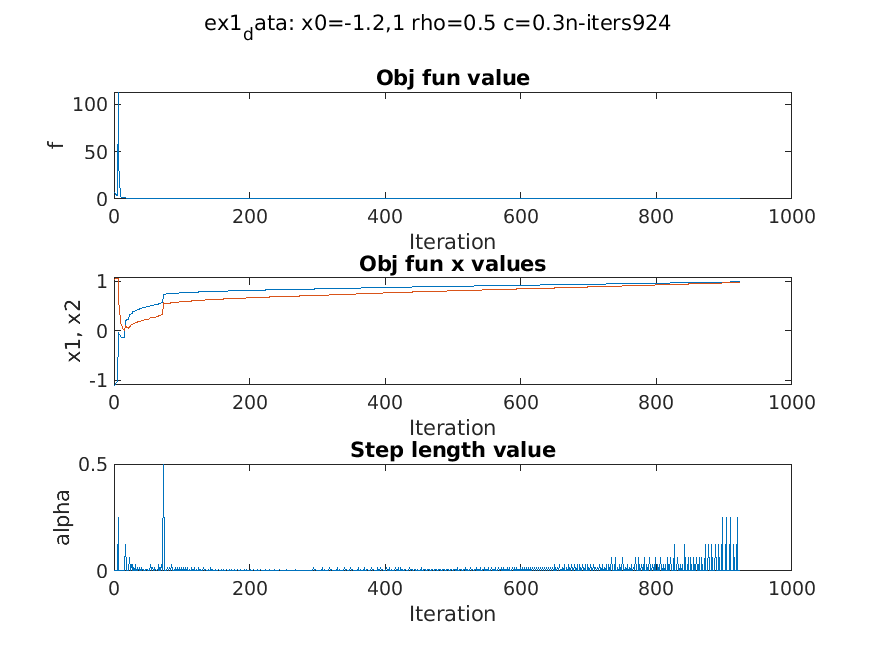 ex1_data: x0=-1.2,1 rho=0.5 c=0.3n-iters924
Obj fun value
100
50
0
f
0 200 400 600 800 1000
Iteration
Obj fun x values
1
0
-1
x1, x2
0 200 400 600 800 1000
Iteration
Step length value
0.5
0
alpha
0 200 400 600 800 1000
Iteration